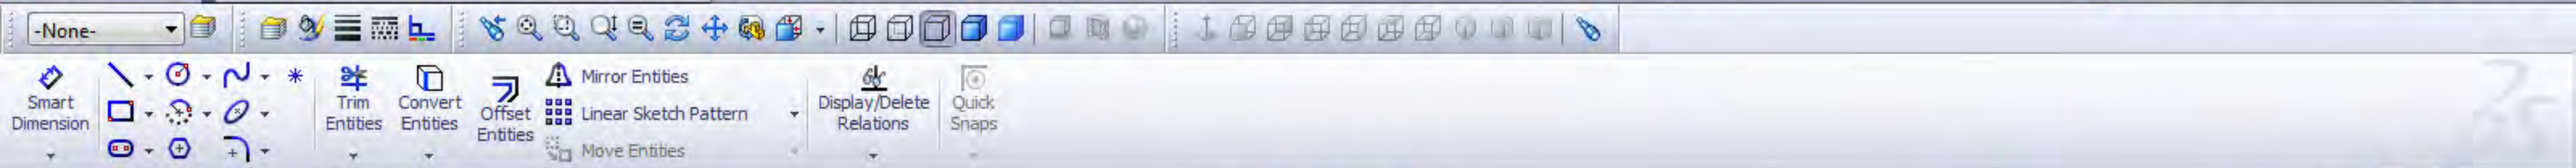 -None-
Smart
Dimension
Trim
Entities
Convert
Entities
Offset
Entities
Mirror Entities
Linear Sketch Pattern
Move Entities
Display/Delete
Relations
Quick
Snaps